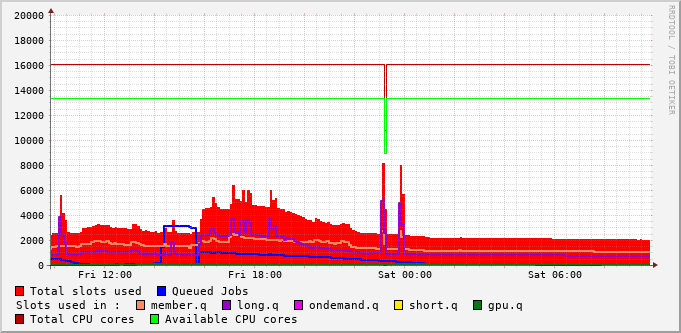 20000
18000
16000
14000
12000
10000
8000
6000
4000
2000
0
Fri 12:00 Fri 18:00 Sat 00:00 Sat 06:00
RRDTOOL / TOBI OETIKER
Total slots used Queued Jobs
Slots used in : member.q long.q ondemand.q short.q gpu.q
Total CPU cores Available CPU cores